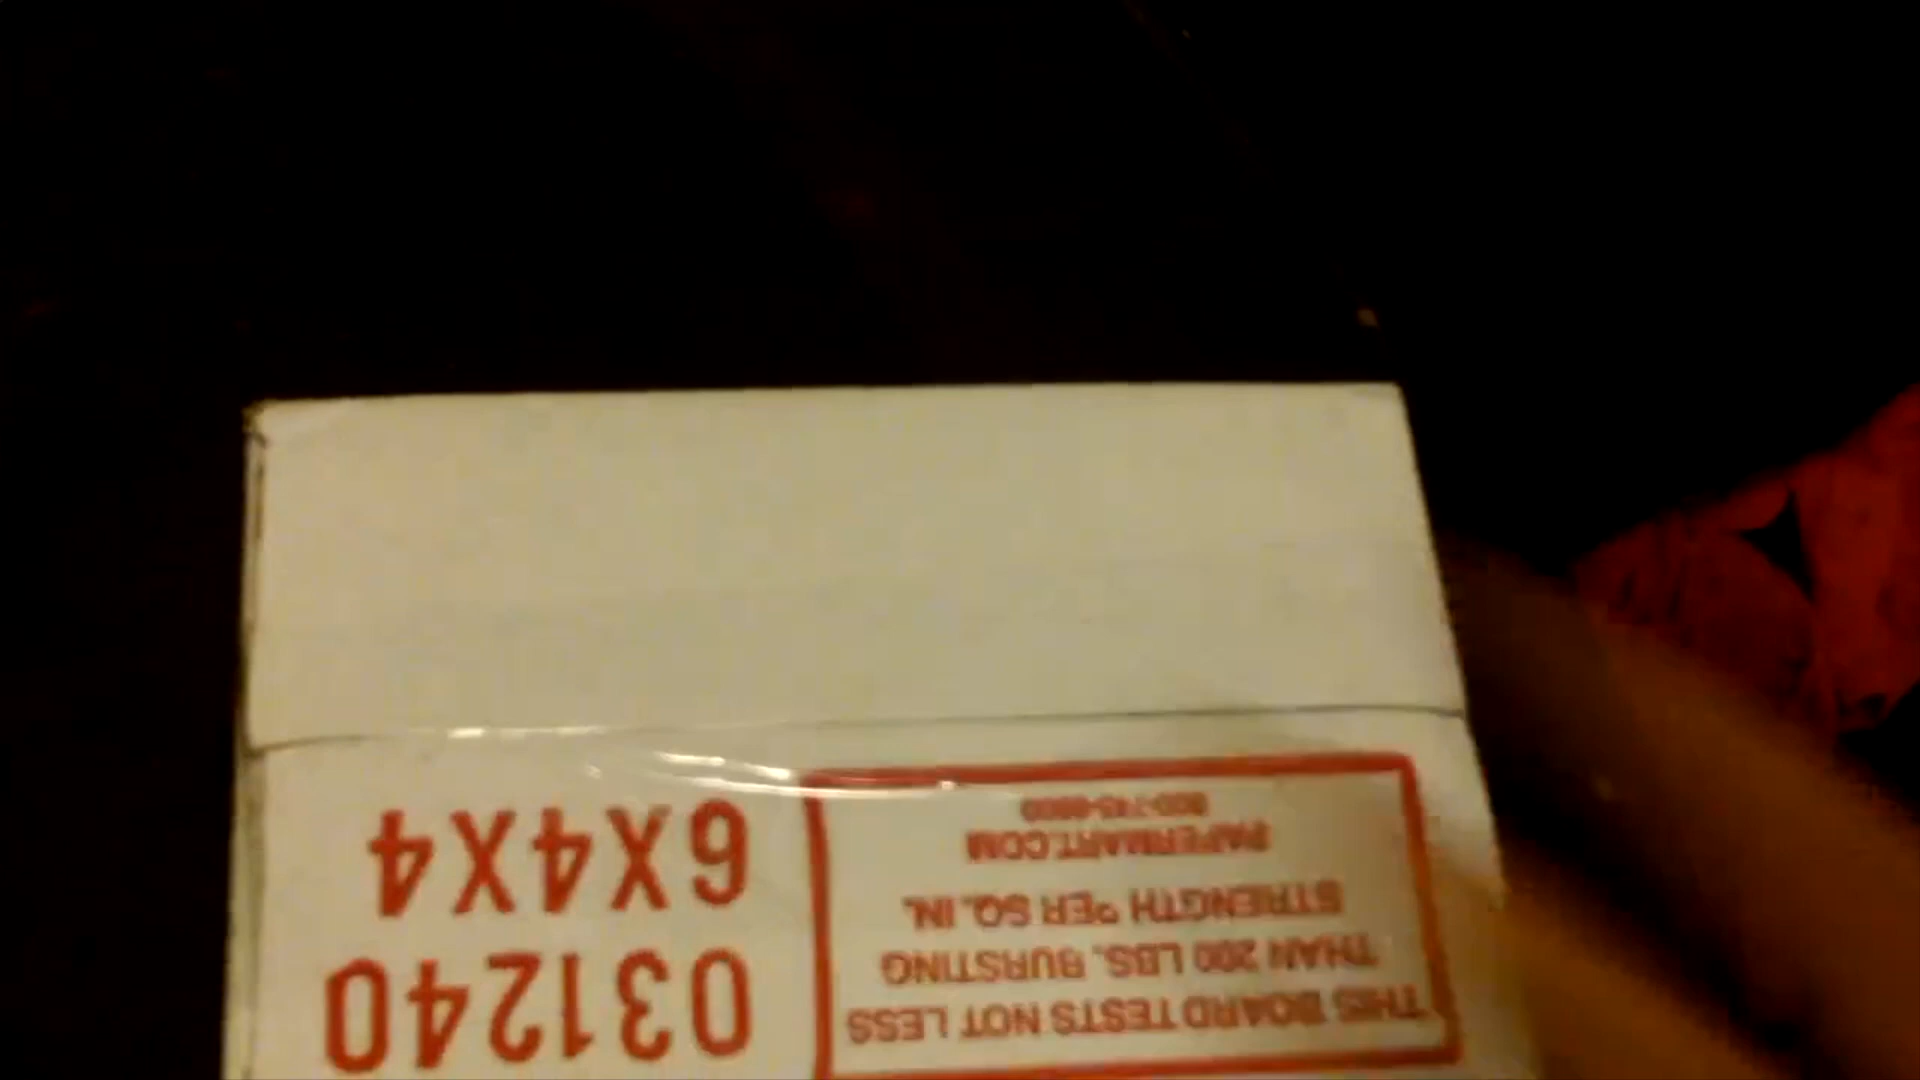 THIS BOARD TESTS NOT LESS
THAN 200 LBS. BURSTING
STRENGTH PER SQ. IN.
PAPERMART.COM
031240
6X4X4